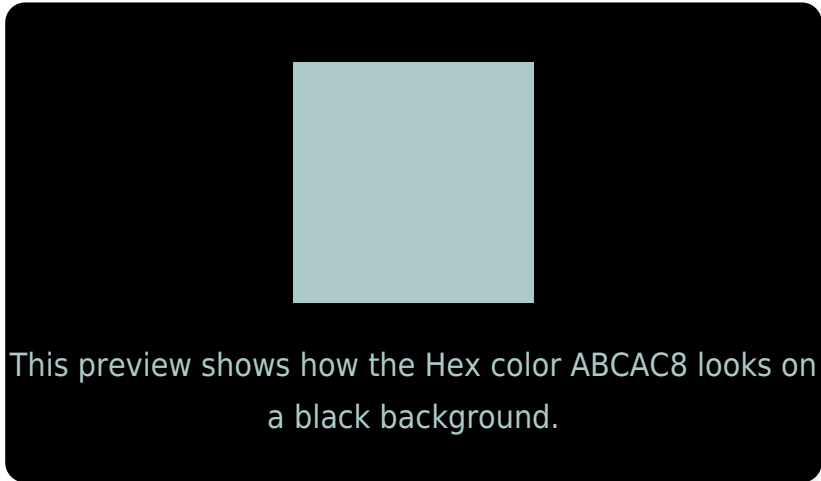 This preview shows how the Hex color ABCAC8 looks on
a black background.